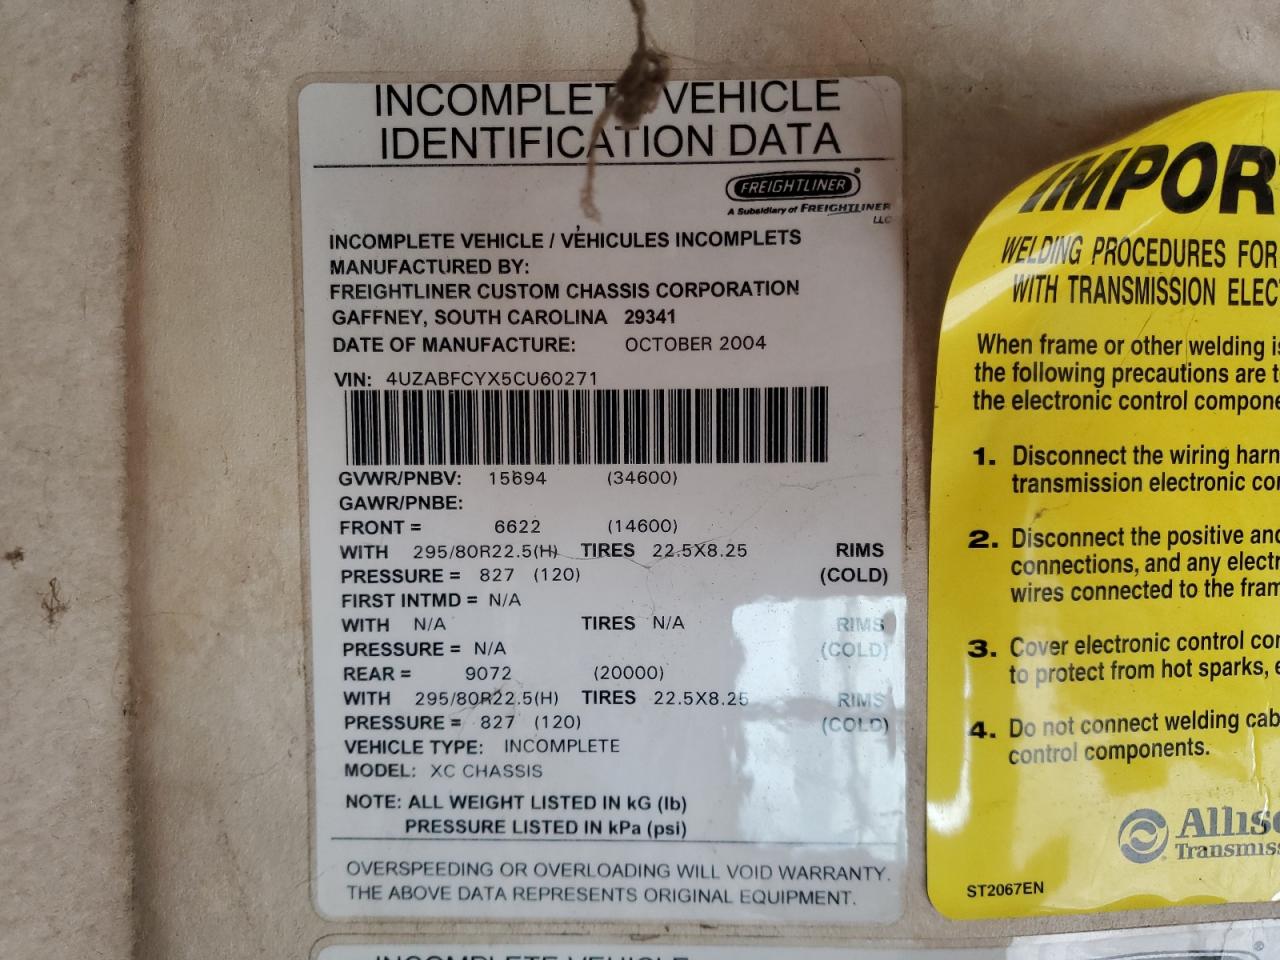 INCOMPLETE VEHICLE
IDENTIFICATION DATA
FREIGHTLINER
A Subsidiary of FREIGHTLINER
LLC
INCOMPLETE VEHICLE / VÉHICULES INCOMPLETS
MANUFACTURED BY:
FREIGHTLINER CUSTOM CHASSIS CORPORATION
GAFFNEY, SOUTH CAROLINA 29341
DATE OF MANUFACTURE: OCTOBER 2004
VIN: 4UZABFCYX5CU60271
GVWR/PNBV: 15694 (34600)
GAWR/PNBE:
FRONT = 6622 (14600)
WITH 295/80R22.5(H) TIRES 22.5X8.25 RIMS
PRESSURE = 827 (120) (COLD)
FIRST INTMD = N/A
WITH N/A TIRES N/A RIMS
PRESSURE = N/A (COLD)
REAR = 9072 (20000)
WITH 295/80R22.5(H) TIRES 22.5X8.25 RIMS
PRESSURE = 827 (120) (COLD)
VEHICLE TYPE: INCOMPLETE
MODEL: XC CHASSIS
NOTE: ALL WEIGHT LISTED IN kG (lb)
PRESSURE LISTED IN kPa (psi)
OVERSPEEDING OR OVERLOADING WILL VOID WARRANTY.
THE ABOVE DATA REPRESENTS ORIGINAL EQUIPMENT.
INCOMPLETE VEHICLE
IMPOR
WELDING PROCEDURES FOR
WITH TRANSMISSION ELEC
When frame or other welding is
the following precautions are t
the electronic control compone
1. Disconnect the wiring harn
transmission electronic co
2. Disconnect the positive and
connections, and any electr
wires connected to the fram
3. Cover electronic control co
to protect from hot sparks, e
4. Do not connect welding cab
control components.
Allis
Transmiss
ST2067EN